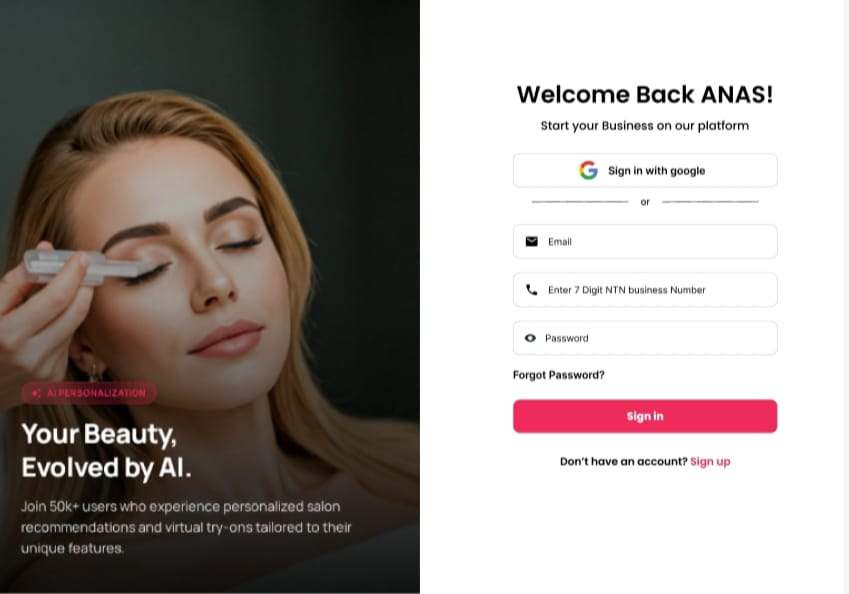 AI PERSONALIZATION
Your Beauty,
Evolved by AI.
Join 50k+ users who experience personalized salon
recommendations and virtual try-ons tailored to their
unique features.
Welcome Back ANAS!
Start your Business on our platform
Sign in with google
or
Email
Enter 7 Digit NTN business Number
Password
Forgot Password?
Sign in
Don't have an account? Sign up